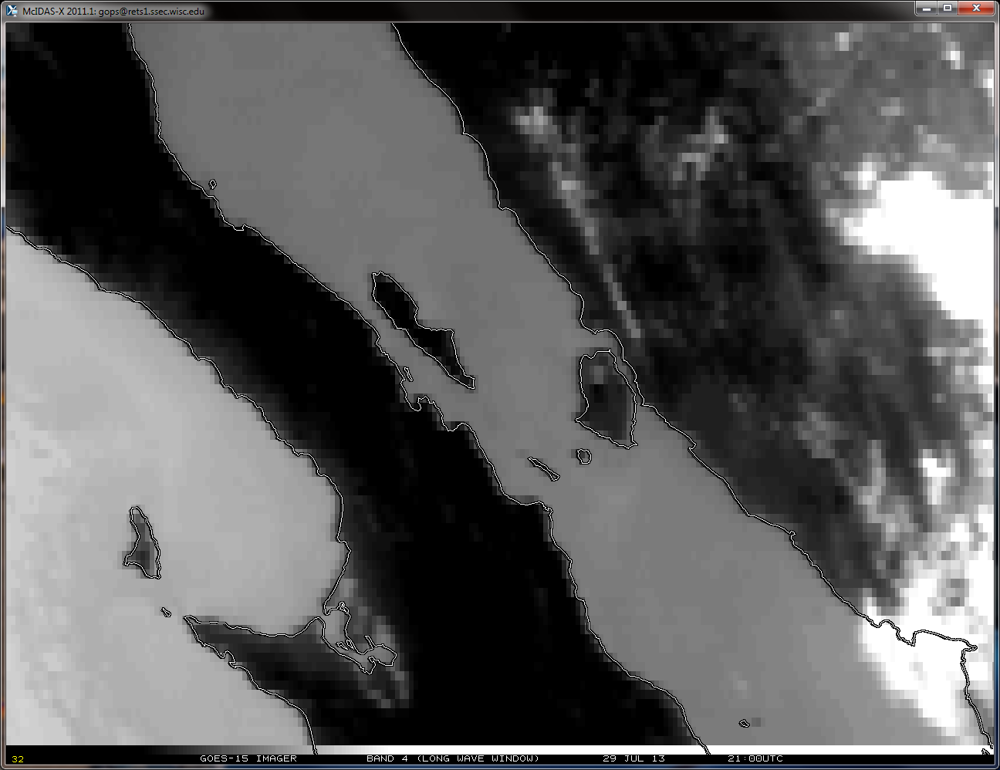 McIDAS-X 2011.1: gops@rets1.ssec.wisc.edu
32 GOES-15 IMAGER BAND 4 (LONG WAVE WINDOW) 29 JUL 13 21:00UTC